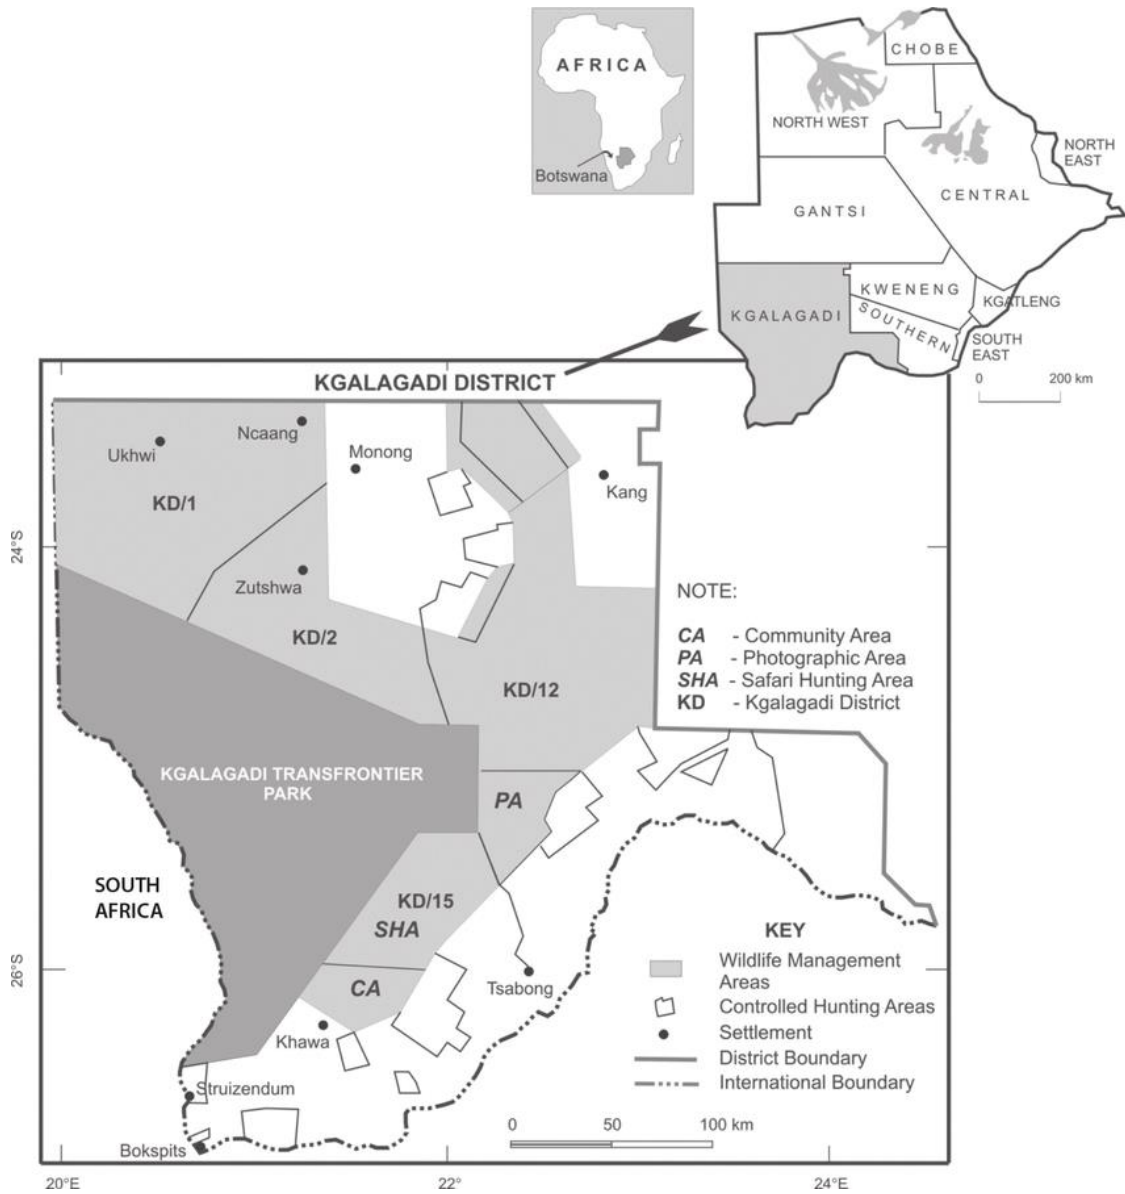 AFRICA
Botswana
CHOBE
NORTH WEST
NORTH
EAST
CENTRAL
GANTSI
KWENENG
KGATLENG
KGALAGADI
SOUTHERN
SOUTH
EAST
0 200 km
KGALAGADI DISTRICT
Ncaang
Ukhwi
Monong
Kang
KD/1
24°S
Zutshwa
KD/2
KD/12
NOTE:
CA - Community Area
PA - Photographic Area
SHA - Safari Hunting Area
KD - Kgalagadi District
KGALAGADI TRANSFRONTIER
PARK
PA
SOUTH
AFRICA
KD/15
SHA
CA
26°S
Tsabong
Khawa
Struizendum
Bokspits
KEY
Wildlife Management
Areas
Controlled Hunting Areas
Settlement
District Boundary
International Boundary
0 50 100 km
20°E 22° 24°E